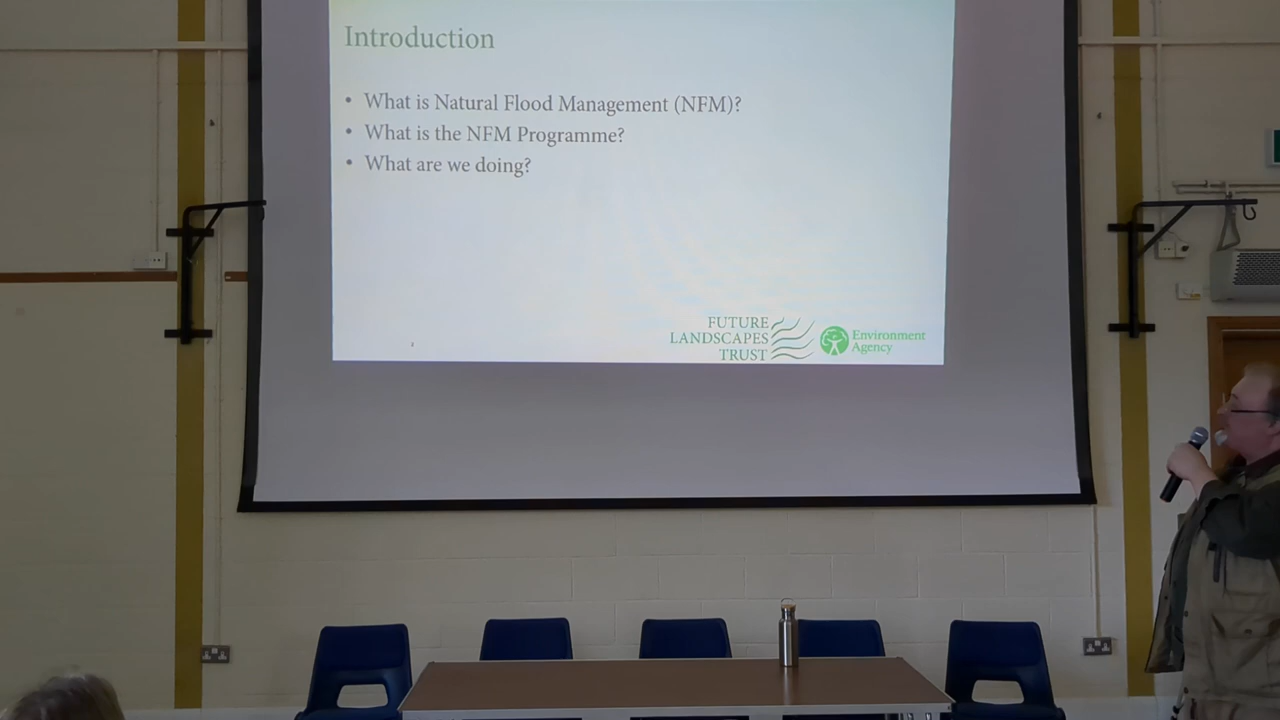 Introduction
• What is Natural Flood Management (NFM)?
• What is the NFM Programme?
• What are we doing?
FUTURE
LANDSCAPES
TRUST
Environment
Agency